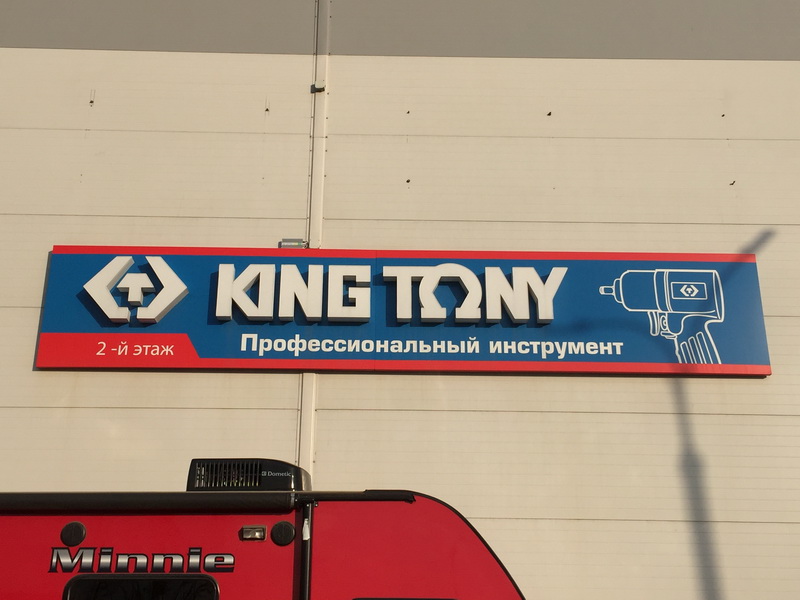 KING TONY
Профессиональный инструмент
2 -й этаж
Dometic
Minnie